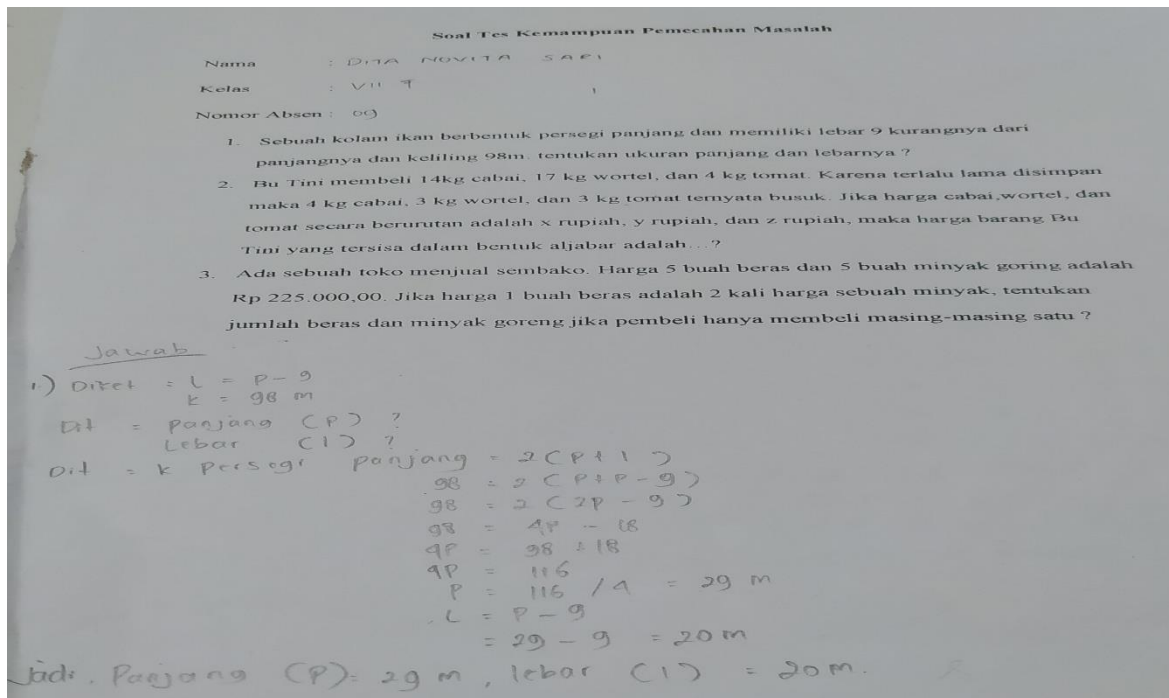 Soal Tes Kemampuan Pemecahan Masalah
Nama : DITA NOVITA SARI
Kelas : VII 9
Nomor Absen : 09
1. Sebuah kolam ikan berbentuk persegi panjang dan memiliki lebar 9 kurangnya dari
panjangnya dan keliling 98m. tentukan ukuran panjang dan lebarnya ?
2. Bu Tini membeli 14kg cabai, 17 kg wortel, dan 4 kg tomat. Karena terlalu lama disimpan
maka 4 kg cabai, 3 kg wortel, dan 3 kg tomat ternyata busuk. Jika harga cabai,wortel, dan
tomat secara berurutan adalah x rupiah, y rupiah, dan z rupiah, maka harga barang Bu
Tini yang tersisa dalam bentuk aljabar adalah…?
3. Ada sebuah toko menjual sembako. Harga 5 buah beras dan 5 buah minyak goring adalah
Rp 225.000,00. Jika harga 1 buah beras adalah 2 kali harga sebuah minyak, tentukan
jumlah beras dan minyak goreng jika pembeli hanya membeli masing-masing satu ?
Jawab
1.) Diket = L = P - 9
k = 98 m
Dit = Panjang (P) ?
Lebar (l) ?
Dit = k Persegi panjang = 2 (P + l)
98 = 2 (P + P - 9)
98 = 2 (2P - 9)
98 = 4P - 18
4P = 98 + 18
4P = 116
P = 116 / 4 = 29 m
L = P - 9
= 29 - 9 = 20 m
Jadi. Panjang (P) = 29 m, lebar (l) = 20 m.